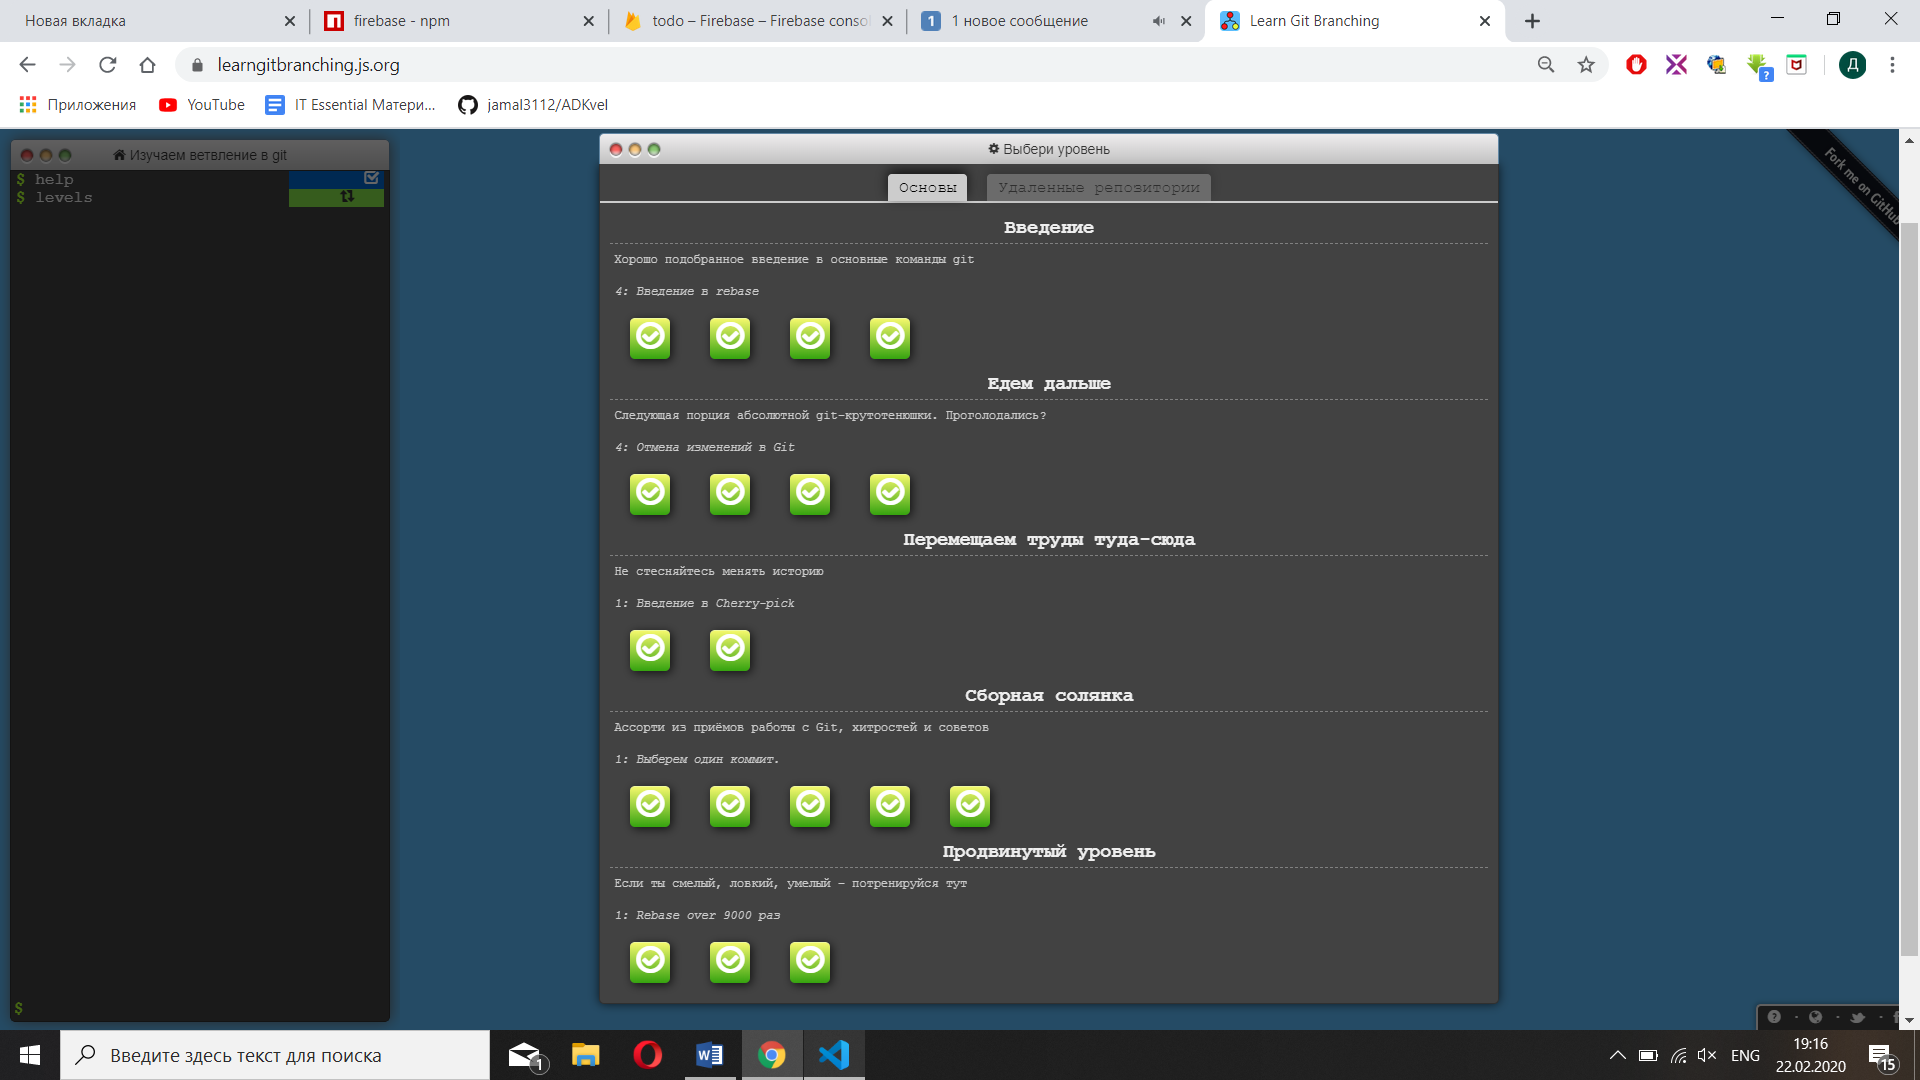 Новая вкладка
firebase - npm
todo – Firebase – Firebase consol
1
1 новое сообщение
Learn Git Branching
learngitbranching.js.org
Д
?
Приложения
YouTube
IT Essential Матери...
jamal3112/ADKvel
Изучаем ветвление в git
$ help
$ levels
$
Выбери уровень
Основы
Удаленные репозитории
Введение
Хорошо подобранное введение в основные команды git
4: Введение в rebase
Едем дальше
Следующая порция абсолютной git-крутотенюшки. Проголодались?
4: Отмена изменений в Git
Перемещаем труды туда-сюда
Не стесняйтесь менять историю
1: Введение в Cherry-pick
Сборная солянка
Ассорти из приёмов работы с Git, хитростей и советов
1: Выберем один коммит.
Продвинутый уровень
Если ты смелый, ловкий, умелый – потренируйся тут
1: Rebase over 9000 раз
Fork me on GitHub
Введите здесь текст для поиска
1
ENG
19:16
22.02.2020
15